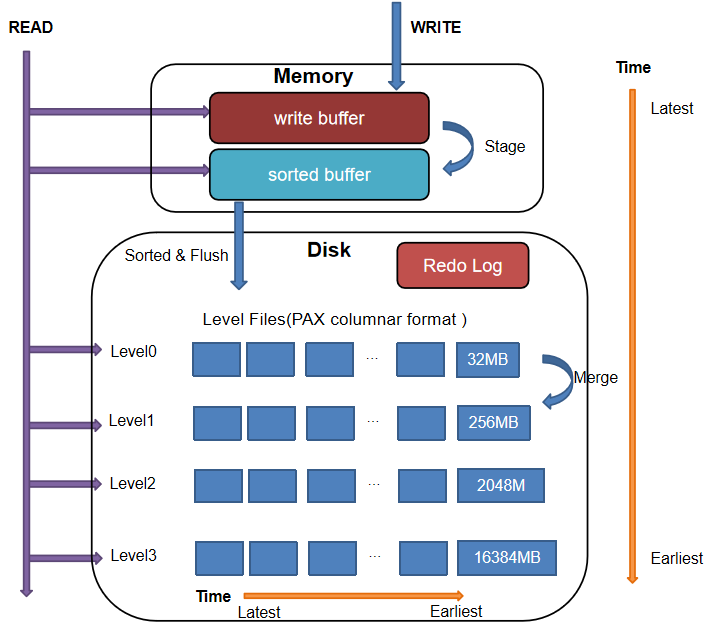 READ
WRITE
Memory
Time
write buffer
Latest
Stage
sorted buffer
Sorted & Flush
Disk
Redo Log
Level Files(PAX columnar format )
Level0
...
32MB
Merge
Level1
...
256MB
Level2
...
2048M
Level3
...
16384MB
Earliest
Time
Latest
Earliest